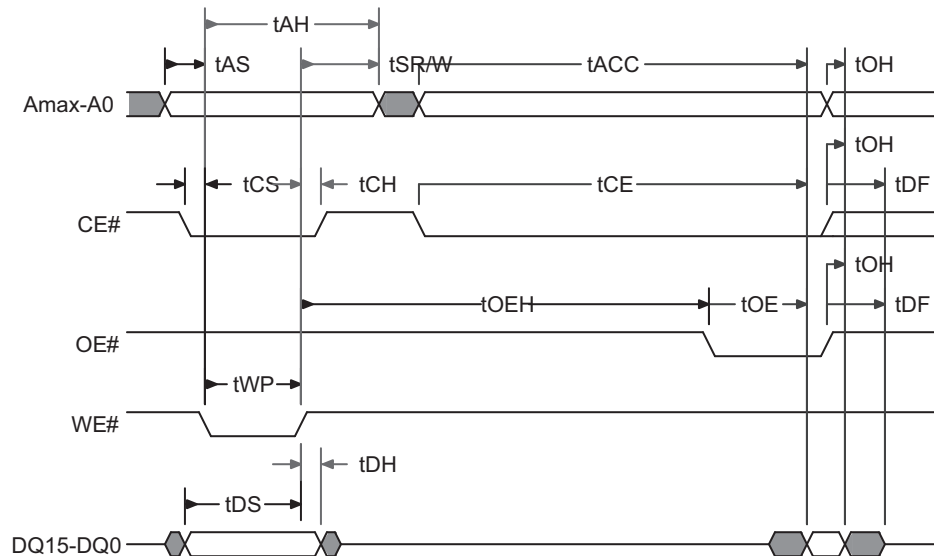 tAH
tAS tSR/W tACC tOH
Amax-A0
tOH
tCS tCH tCE tDF
CE#
tOH
tOEH tOE tDF
OE#
tWP
WE#
tDH
tDS
DQ15-DQ0